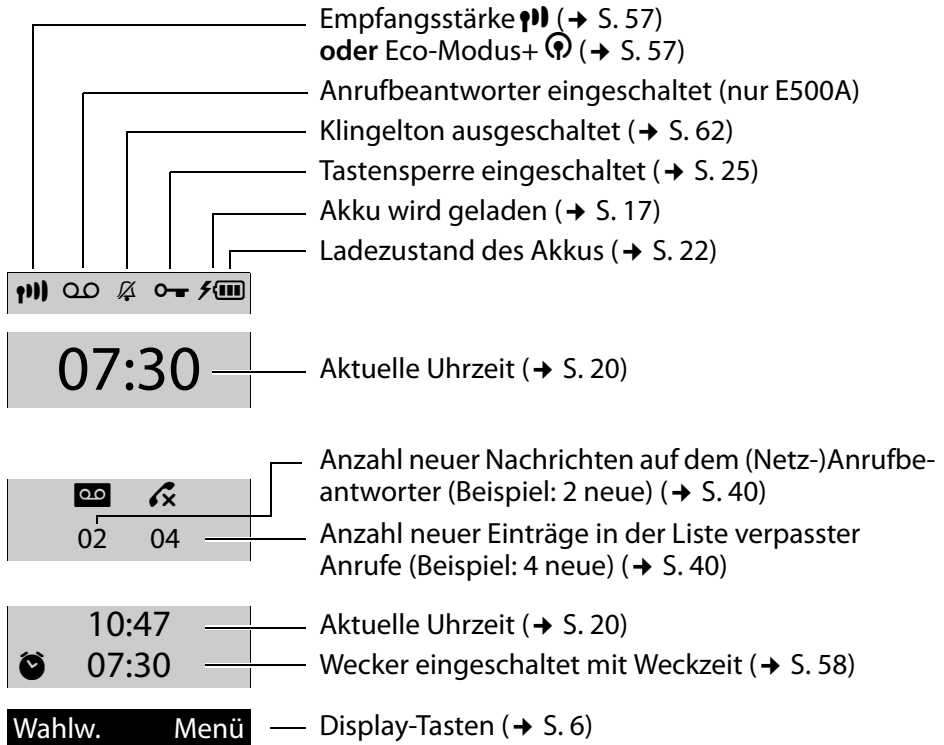 Empfangsstärke (➔ S. 57)
oder Eco-Modus+ (➔ S. 57)
Anrufbeantworter eingeschaltet (nur E500A)
Klingelton ausgeschaltet (➔ S. 62)
Tastensperre eingeschaltet (➔ S. 25)
Akku wird geladen (➔ S. 17)
Ladezustand des Akkus (➔ S. 22)
07:30
Aktuelle Uhrzeit (➔ S. 20)
Anzahl neuer Nachrichten auf dem (Netz-)Anrufbe-
antworter (Beispiel: 2 neue) (➔ S. 40)
02 04
Anzahl neuer Einträge in der Liste verpasster
Anrufe (Beispiel: 4 neue) (➔ S. 40)
10:47
Aktuelle Uhrzeit (➔ S. 20)
07:30
Wecker eingeschaltet mit Weckzeit (➔ S. 58)
Wahlw. Menü
Display-Tasten (➔ S. 6)